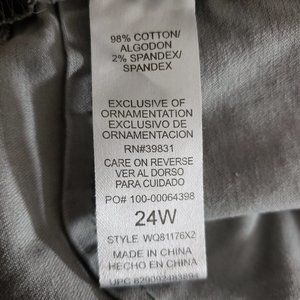 98% COTTON/
ALGODON
2% SPANDEX/
SPANDEX
EXCLUSIVE OF
ORNAMENTATION
EXCLUSIVO DE
ORNAMENTACION
RN#39831
CARE ON REVERSE
VER AL DORSO
PARA CUIDADO
PO# 100-00064398
24W
STYLE WQ81176X2
MADE IN CHINA
HECHO EN CHINA
UPC